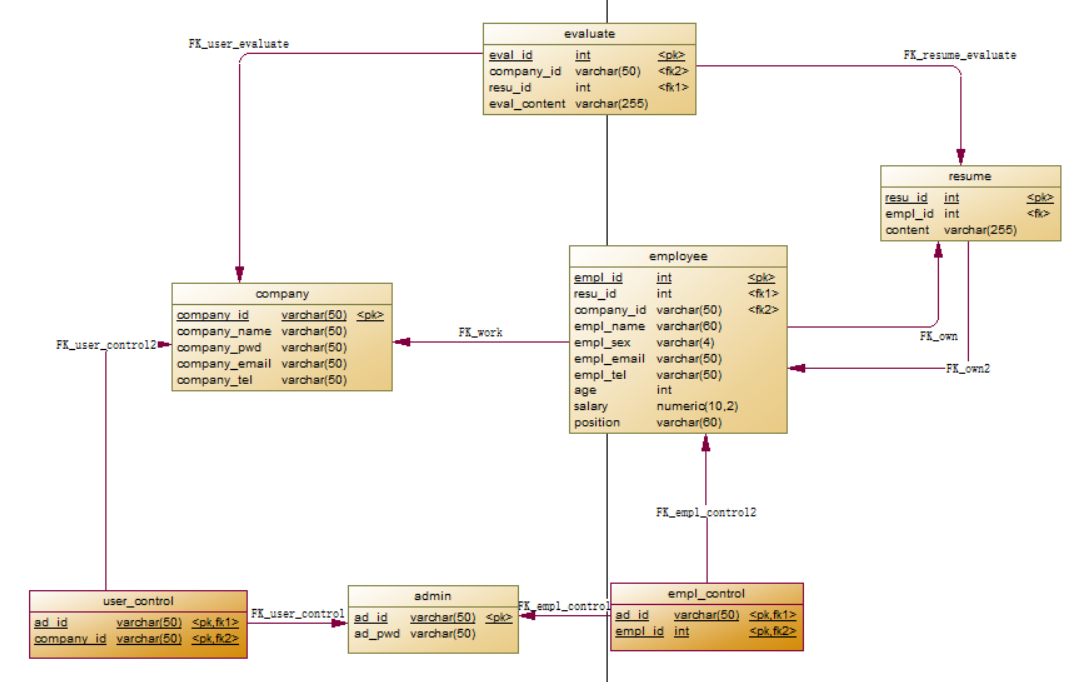 evaluate
eval_id int <pk>
company_id varchar(50) <fk2>
resu_id int <fk1>
eval_content varchar(255)
FK_user_evaluate
FK_resume_evaluate
resume
resu_id int <pk>
empl_id int <fk>
content varchar(255)
employee
empl_id int <pk>
resu_id int <fk1>
company_id varchar(50) <fk2>
empl_name varchar(60)
empl_sex varchar(4)
empl_email varchar(50)
empl_tel varchar(50)
age int
salary numeric(10,2)
position varchar(60)
company
company_id varchar(50) <pk>
company_name varchar(50)
company_pwd varchar(50)
company_email varchar(50)
company_tel varchar(50)
FK_work
FK_own
FK_own2
FK_user_control2
FK_empl_control2
user_control
ad_id varchar(50) <pk,fk1>
company_id varchar(50) <pk,fk2>
FK_user_control
admin
ad_id varchar(50) <pk>
ad_pwd varchar(50)
FK_empl_control
empl_control
ad_id varchar(50) <pk,fk1>
empl_id int <pk,fk2>